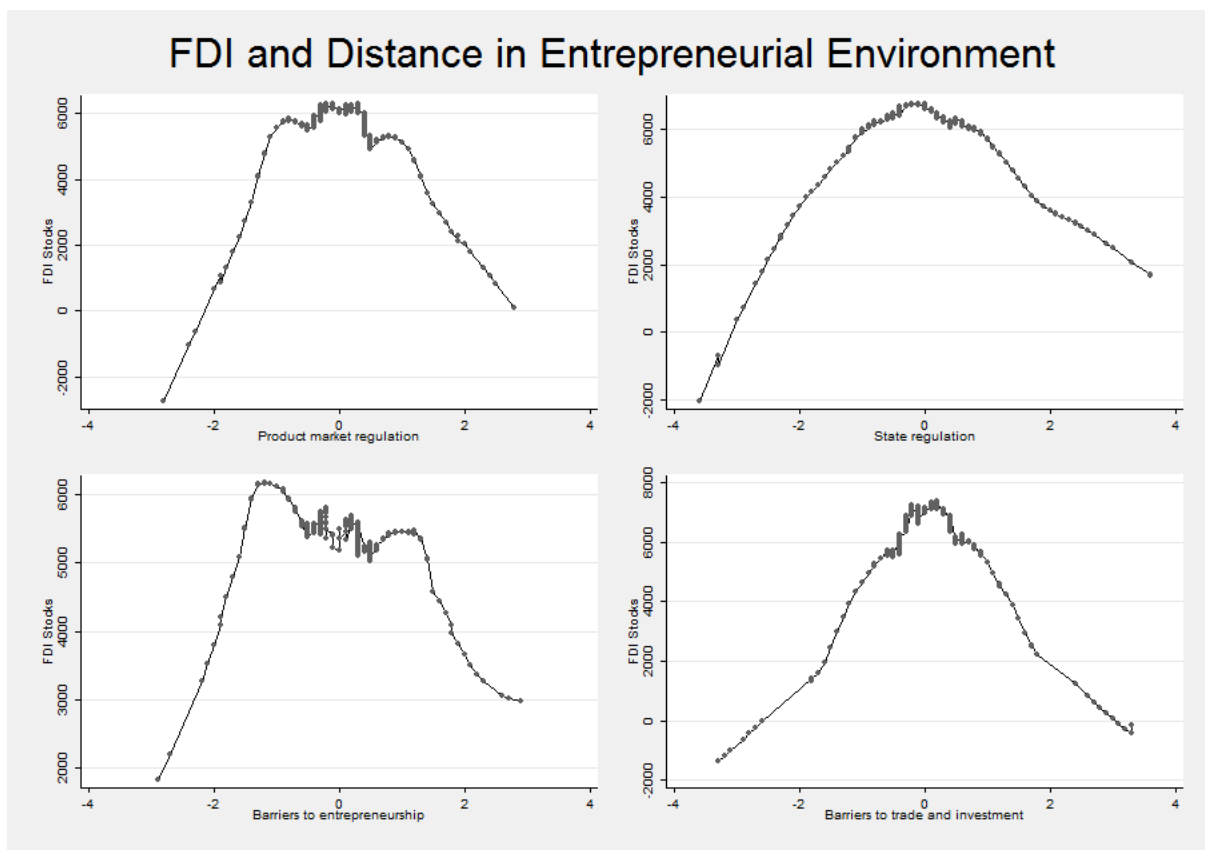 FDI and Distance in Entrepreneurial Environment
FDI Stocks
6000
4000
2000
0
-2000
-4 -2 0 2 4
Product market regulation
FDI Stocks
6000
4000
2000
0
-2000
-4 -2 0 2 4
State regulation
FDI Stocks
6000
5000
4000
3000
2000
-4 -2 0 2 4
Barriers to entrepreneurship
FDI Stocks
8000
6000
4000
2000
0
-2000
-4 -2 0 2 4
Barriers to trade and investment